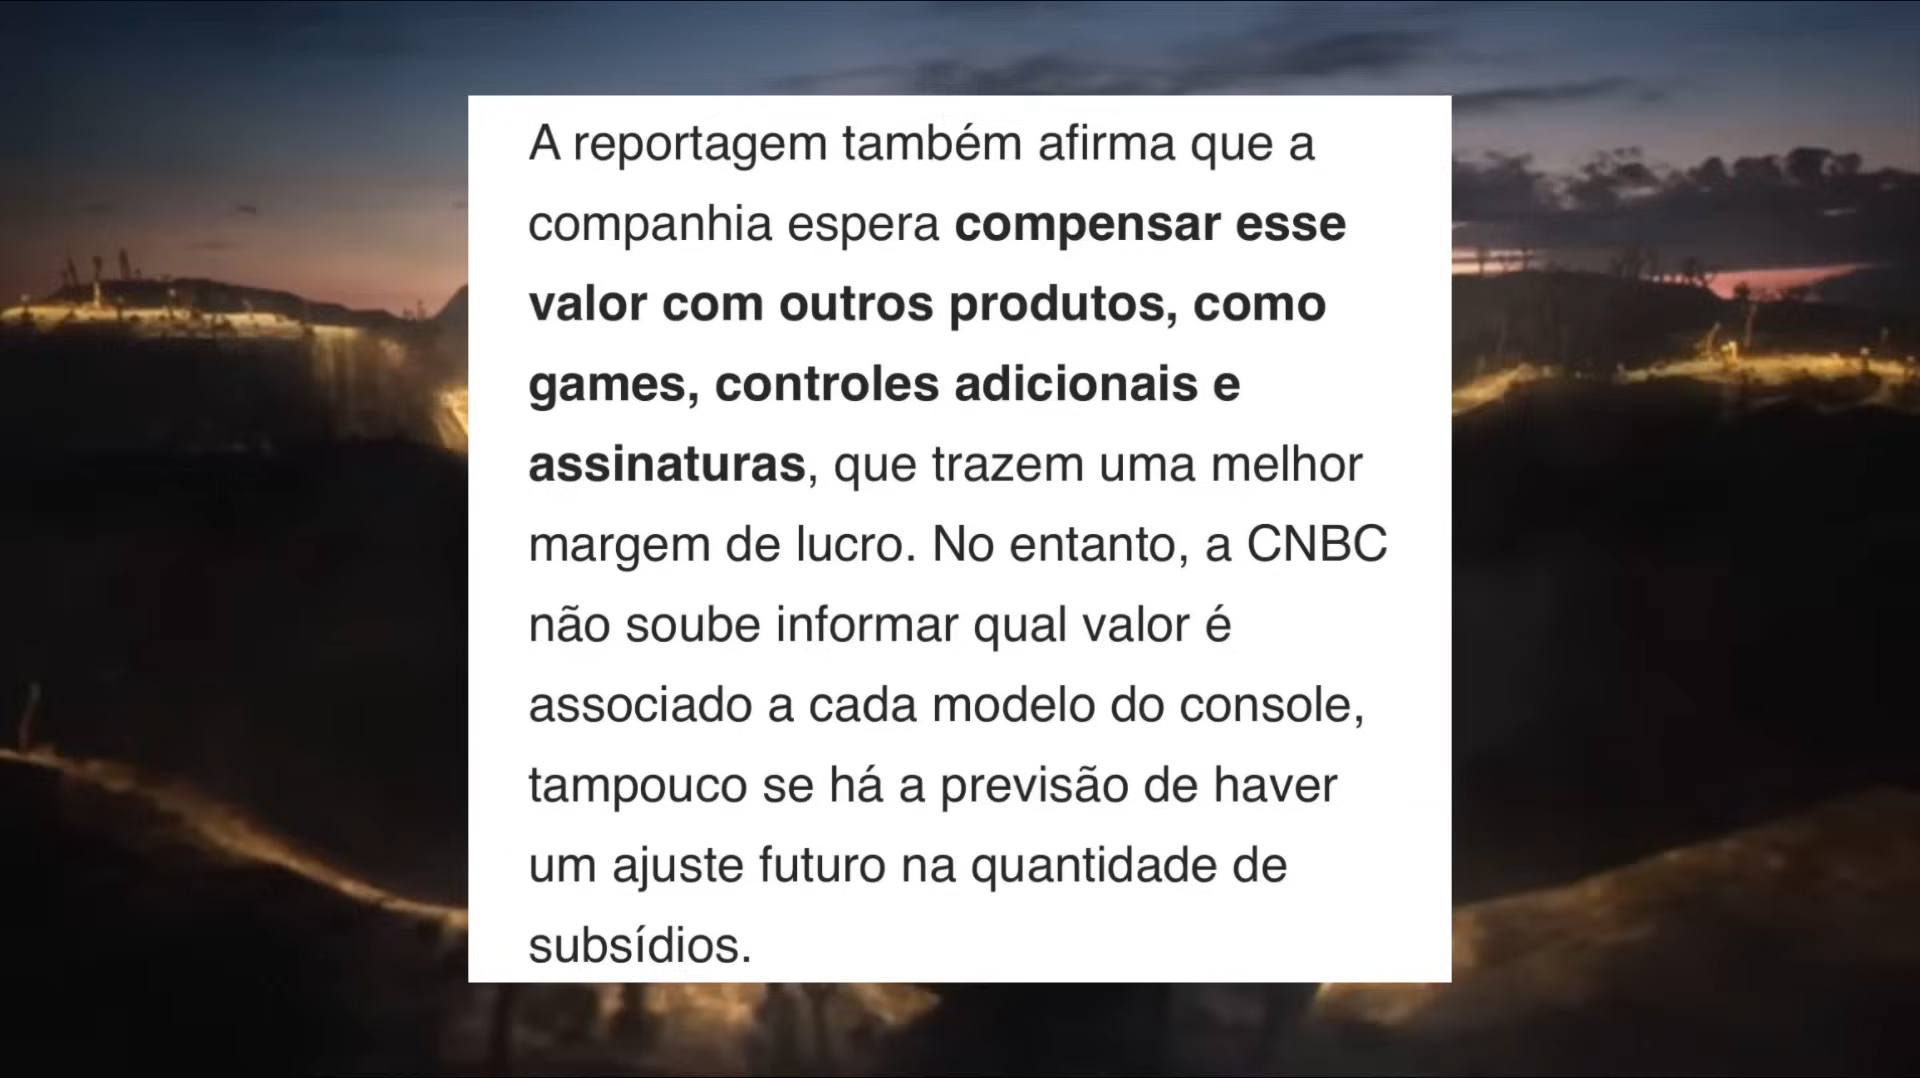 A reportagem também afirma que a
companhia espera compensar esse
valor com outros produtos, como
games, controles adicionais e
assinaturas, que trazem uma melhor
margem de lucro. No entanto, a CNBC
não soube informar qual valor é
associado a cada modelo do console,
tampouco se há a previsão de haver
um ajuste futuro na quantidade de
subsídios.